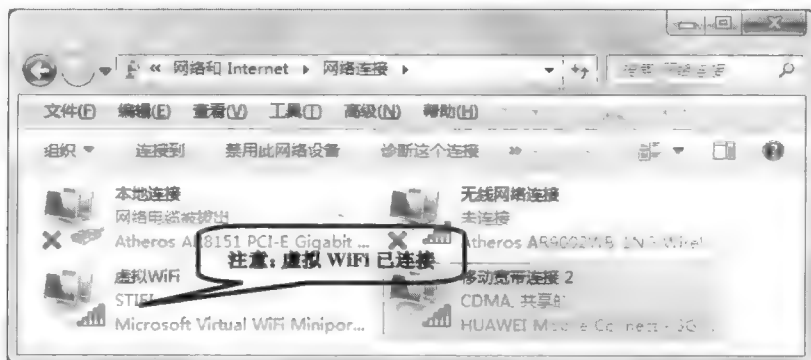 « 网络和 Internet ▸ 网络连接 ▸
文件(F) 编辑(E) 查看(V) 工具(T) 高级(N) 帮助(H)
组织 ▼ 连接到 禁用此网络设备 诊断这个连接 »
本地连接
网络电缆被拔出
Atheros AR8151 PCI-E Gigabit ...
无线网络连接
未连接
Atheros
注意：虚拟 WiFi 已连接
虚拟WiFi
Microsoft Virtual WiFi Minipor...
移动宽带连接 2
CDMA, 共享的
HUAWEI